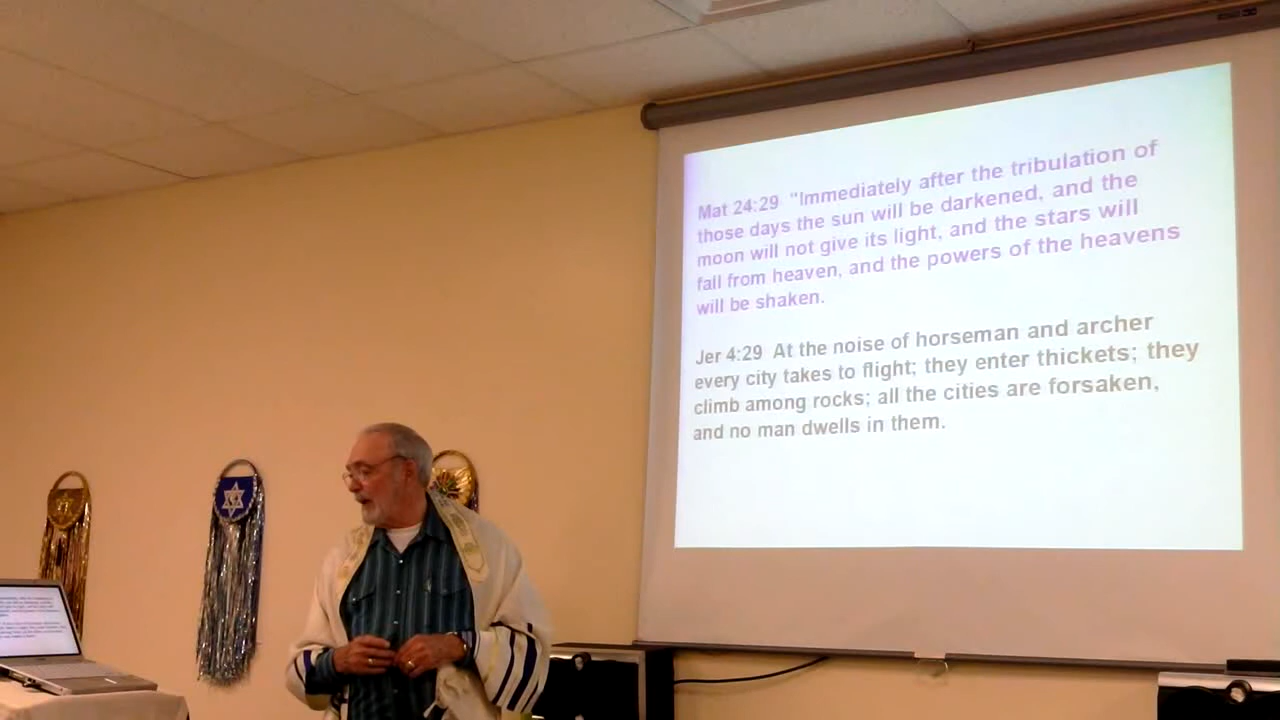 Mat 24:29 "Immediately after the tribulation of
those days the sun will be darkened, and the
moon will not give its light, and the stars will
fall from heaven, and the powers of the heavens
will be shaken.
Jer 4:29 At the noise of horseman and archer
every city takes to flight; they enter thickets; they
climb among rocks; all the cities are forsaken,
and no man dwells in them.